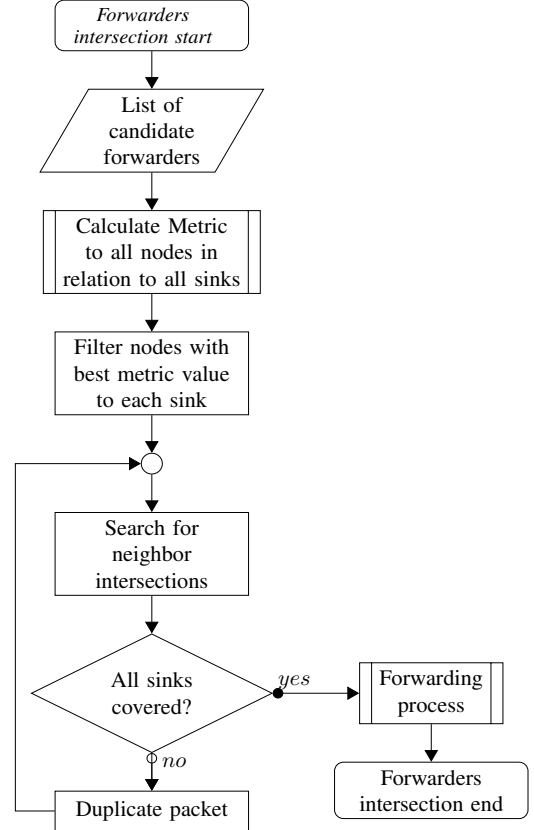 Forwarders
intersection start
List of
candidate
forwarders
Calculate Metric
to all nodes in
relation to all sinks
Filter nodes with
best metric value
to each sink
Search for
neighbor
intersections
All sinks
covered?
yes
Forwarding
process
no
Forwarders
intersection end
Duplicate packet